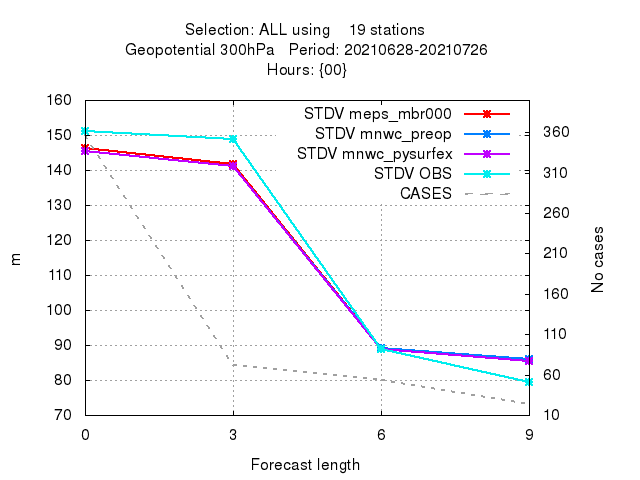 Selection: ALL using 19 stations
Geopotential 300hPa Period: 20210628-20210726
Hours: {00}
STDV meps_mbr000
STDV mnwc_preop
STDV mnwc_pysurfex
STDV OBS
CASES
160
150
140
130
120
110
100
90
80
70
m
360
310
260
210
160
110
60
10
No cases
0 3 6 9
Forecast length